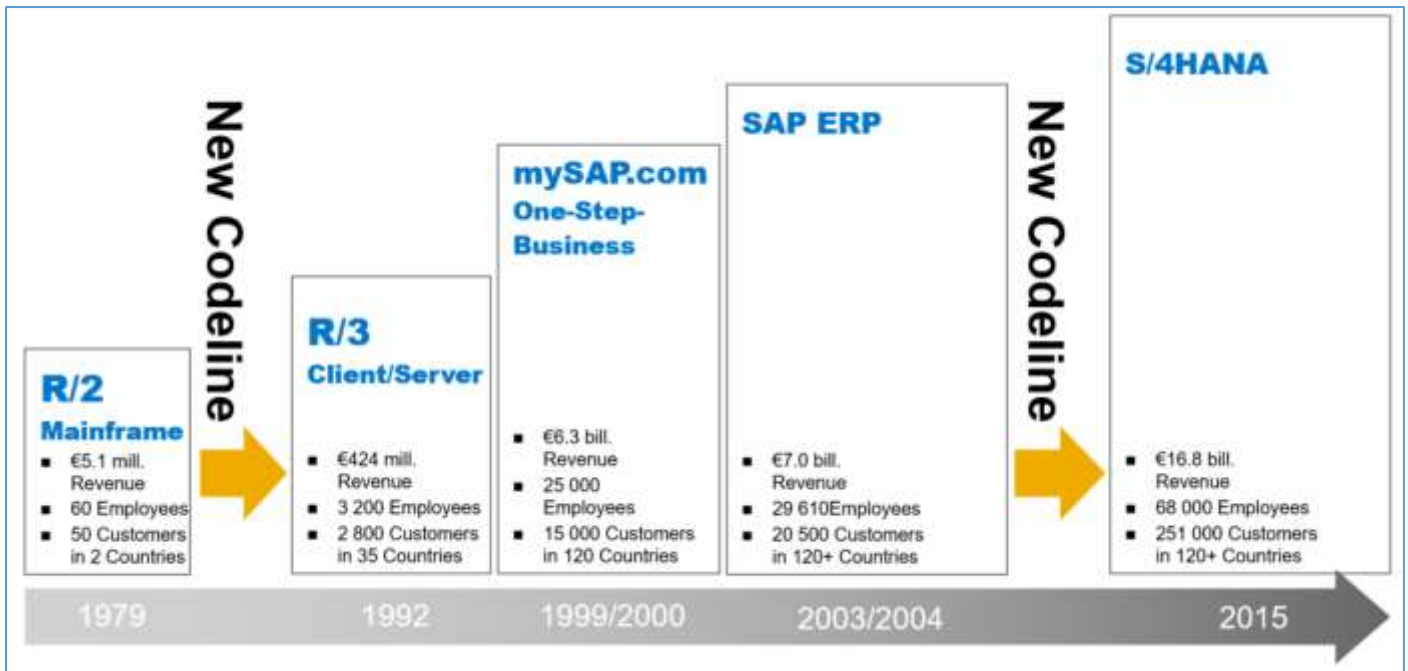 R/2
Mainframe
■ €5.1 mill.
Revenue
■ 60 Employees
■ 50 Customers
in 2 Countries
New Codeline
R/3
Client/Server
■ €424 mill.
Revenue
■ 3 200 Employees
■ 2 800 Customers
in 35 Countries
mySAP.com
One-Step-
Business
■ €6.3 bill.
Revenue
■ 25 000
Employees
■ 15 000 Customers
in 120 Countries
SAP ERP
■ €7.0 bill.
Revenue
■ 29 610Employees
■ 20 500 Customers
in 120+ Countries
New Codeline
S/4HANA
■ €16.8 bill.
Revenue
■ 68 000 Employees
■ 251 000 Customers
in 120+ Countries
1979
1992
1999/2000
2003/2004
2015